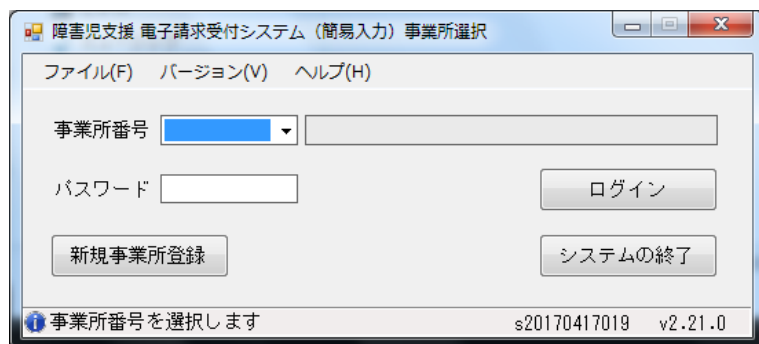 障害児支援 電子請求受付システム（簡易入力）事業所選択
ファイル(F) バージョン(V) ヘルプ(H)
事業所番号
パスワード ログイン
新規事業所登録 システムの終了
事業所番号を選択します s20170417019 v2.21.0